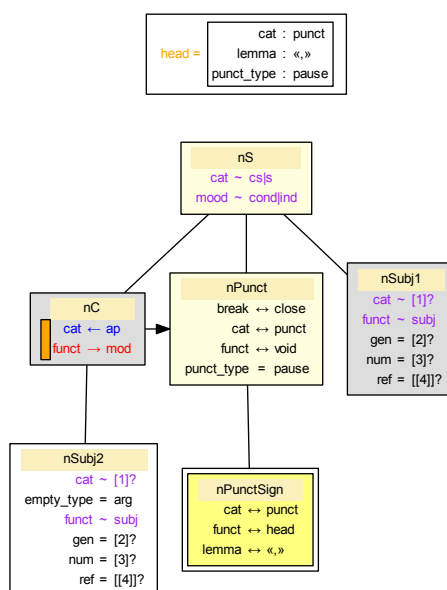 head =
cat : punct
lemma : «,»
punct_type : pause
nS
cat ~ cs|s
mood ~ cond|ind
nC
cat ← ap
funct → mod
nPunct
break ↔ close
cat ↔ punct
funct ↔ void
punct_type = pause
nSubj1
cat ~ [1]?
funct ~ subj
gen = [2]?
num = [3]?
ref = [[4]]?
nSubj2
cat ~ [1]?
empty_type = arg
funct ~ subj
gen = [2]?
num = [3]?
ref = [[4]]?
nPunctSign
cat ↔ punct
funct ↔ head
lemma ↔ «,»